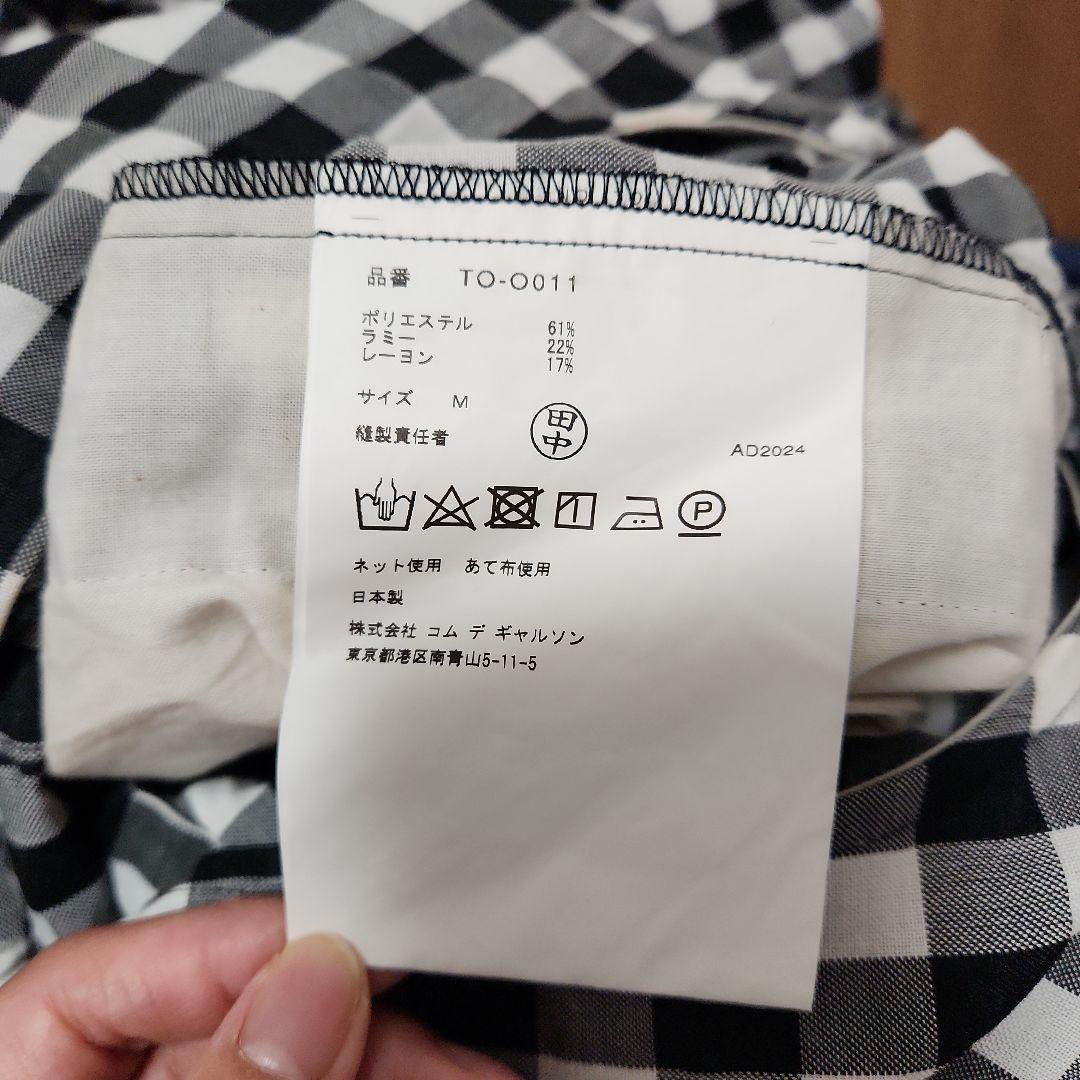 品番 TO-O011
ポリエステル 61%
ラミー 22%
レーヨン 17%
サイズ M
縫製責任者 田中
AD2024
P
ネット使用 あて布使用
日本製
株式会社 コム デ ギャルソン
東京都港区南青山5-11-5